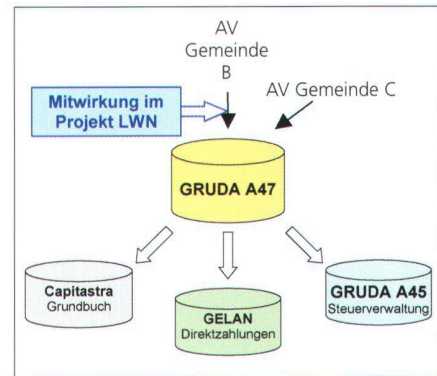 AV
Gemeinde
B
AV Gemeinde C
Mitwirkung im
Projekt LWN
GRUDA A47
Capitastra
Grundbuch
GELAN
Direktzahlungen
GRUDA A45
Steuerverwaltung